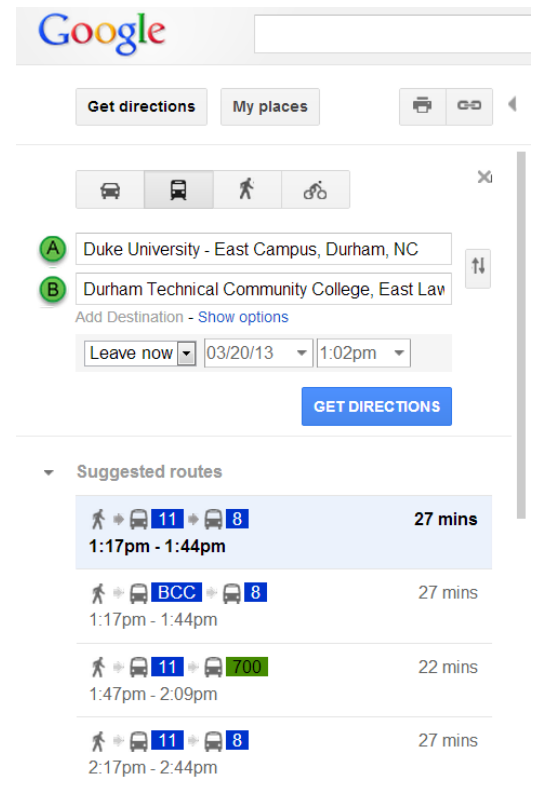 Google
Get directions My places
A Duke University - East Campus, Durham, NC
B Durham Technical Community College, East Law
Add Destination - Show options
Leave now 03/20/13 1:02pm
GET DIRECTIONS
Suggested routes
11 8 27 mins
1:17pm - 1:44pm
BCC 8 27 mins
1:17pm - 1:44pm
11 700 22 mins
1:47pm - 2:09pm
11 8 27 mins
2:17pm - 2:44pm